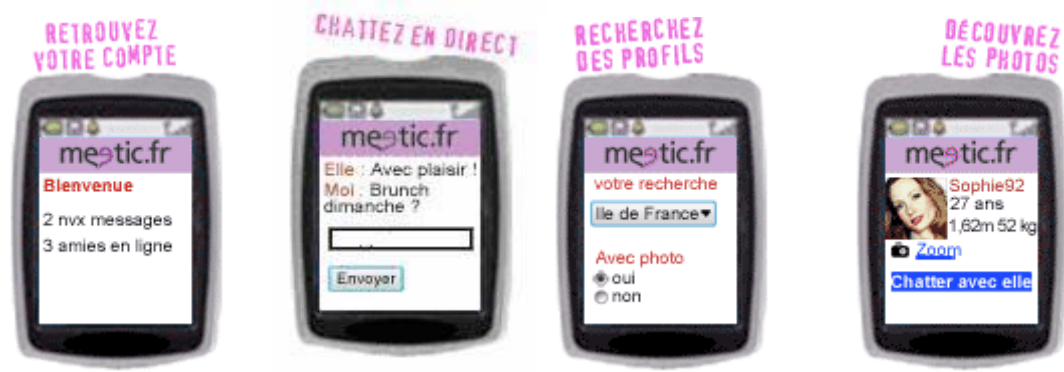 RETROUVEZ
VOTRE COMPTE
meetic.fr
Bienvenue
2 nvx messages
3 amies en ligne
CHATTEZ EN DIRECT
meetic.fr
Elle : Avec plaisir !
Moi : Brunch
dimanche ?
Envoyer
RECHERCHEZ
DES PROFILS
meetic.fr
votre recherche
Ile de France
Avec photo
oui
non
DÉCOUVREZ
LES PHOTOS
meetic.fr
Sophie92
27 ans
1,62m 52 kg
Zoom
Chatter avec elle